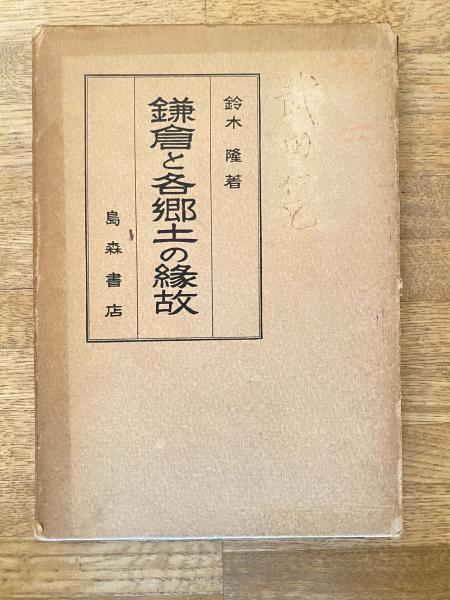 鈴木 隆 著
鎌倉と各郷土の縁故
島森書店